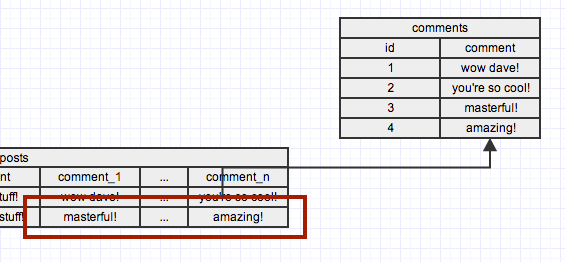 comments
id comment
1 wow dave!
2 you're so cool!
3 masterful!
4 amazing!
posts
nt comment_1 ... comment_n
stuff! wow dave! ... you're so cool!
stuff! masterful! ... amazing!